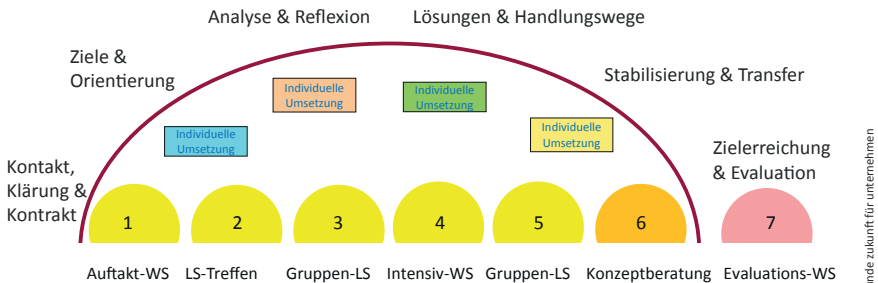 Analyse & Reflexion
Lösungen & Handlungswege
Ziele &
Orientierung
Stabilisierung & Transfer
Individuelle
Umsetzung
Individuelle
Umsetzung
Individuelle
Umsetzung
Individuelle
Umsetzung
Kontakt,
Klärung &
Kontrakt
Zielerreichung
& Evaluation
1
2
3
4
5
6
7
Auftakt-WS
LS-Treffen
Gruppen-LS
Intensiv-WS
Gruppen-LS
Konzeptberatung
Evaluations-WS
zukunft für unternehmen